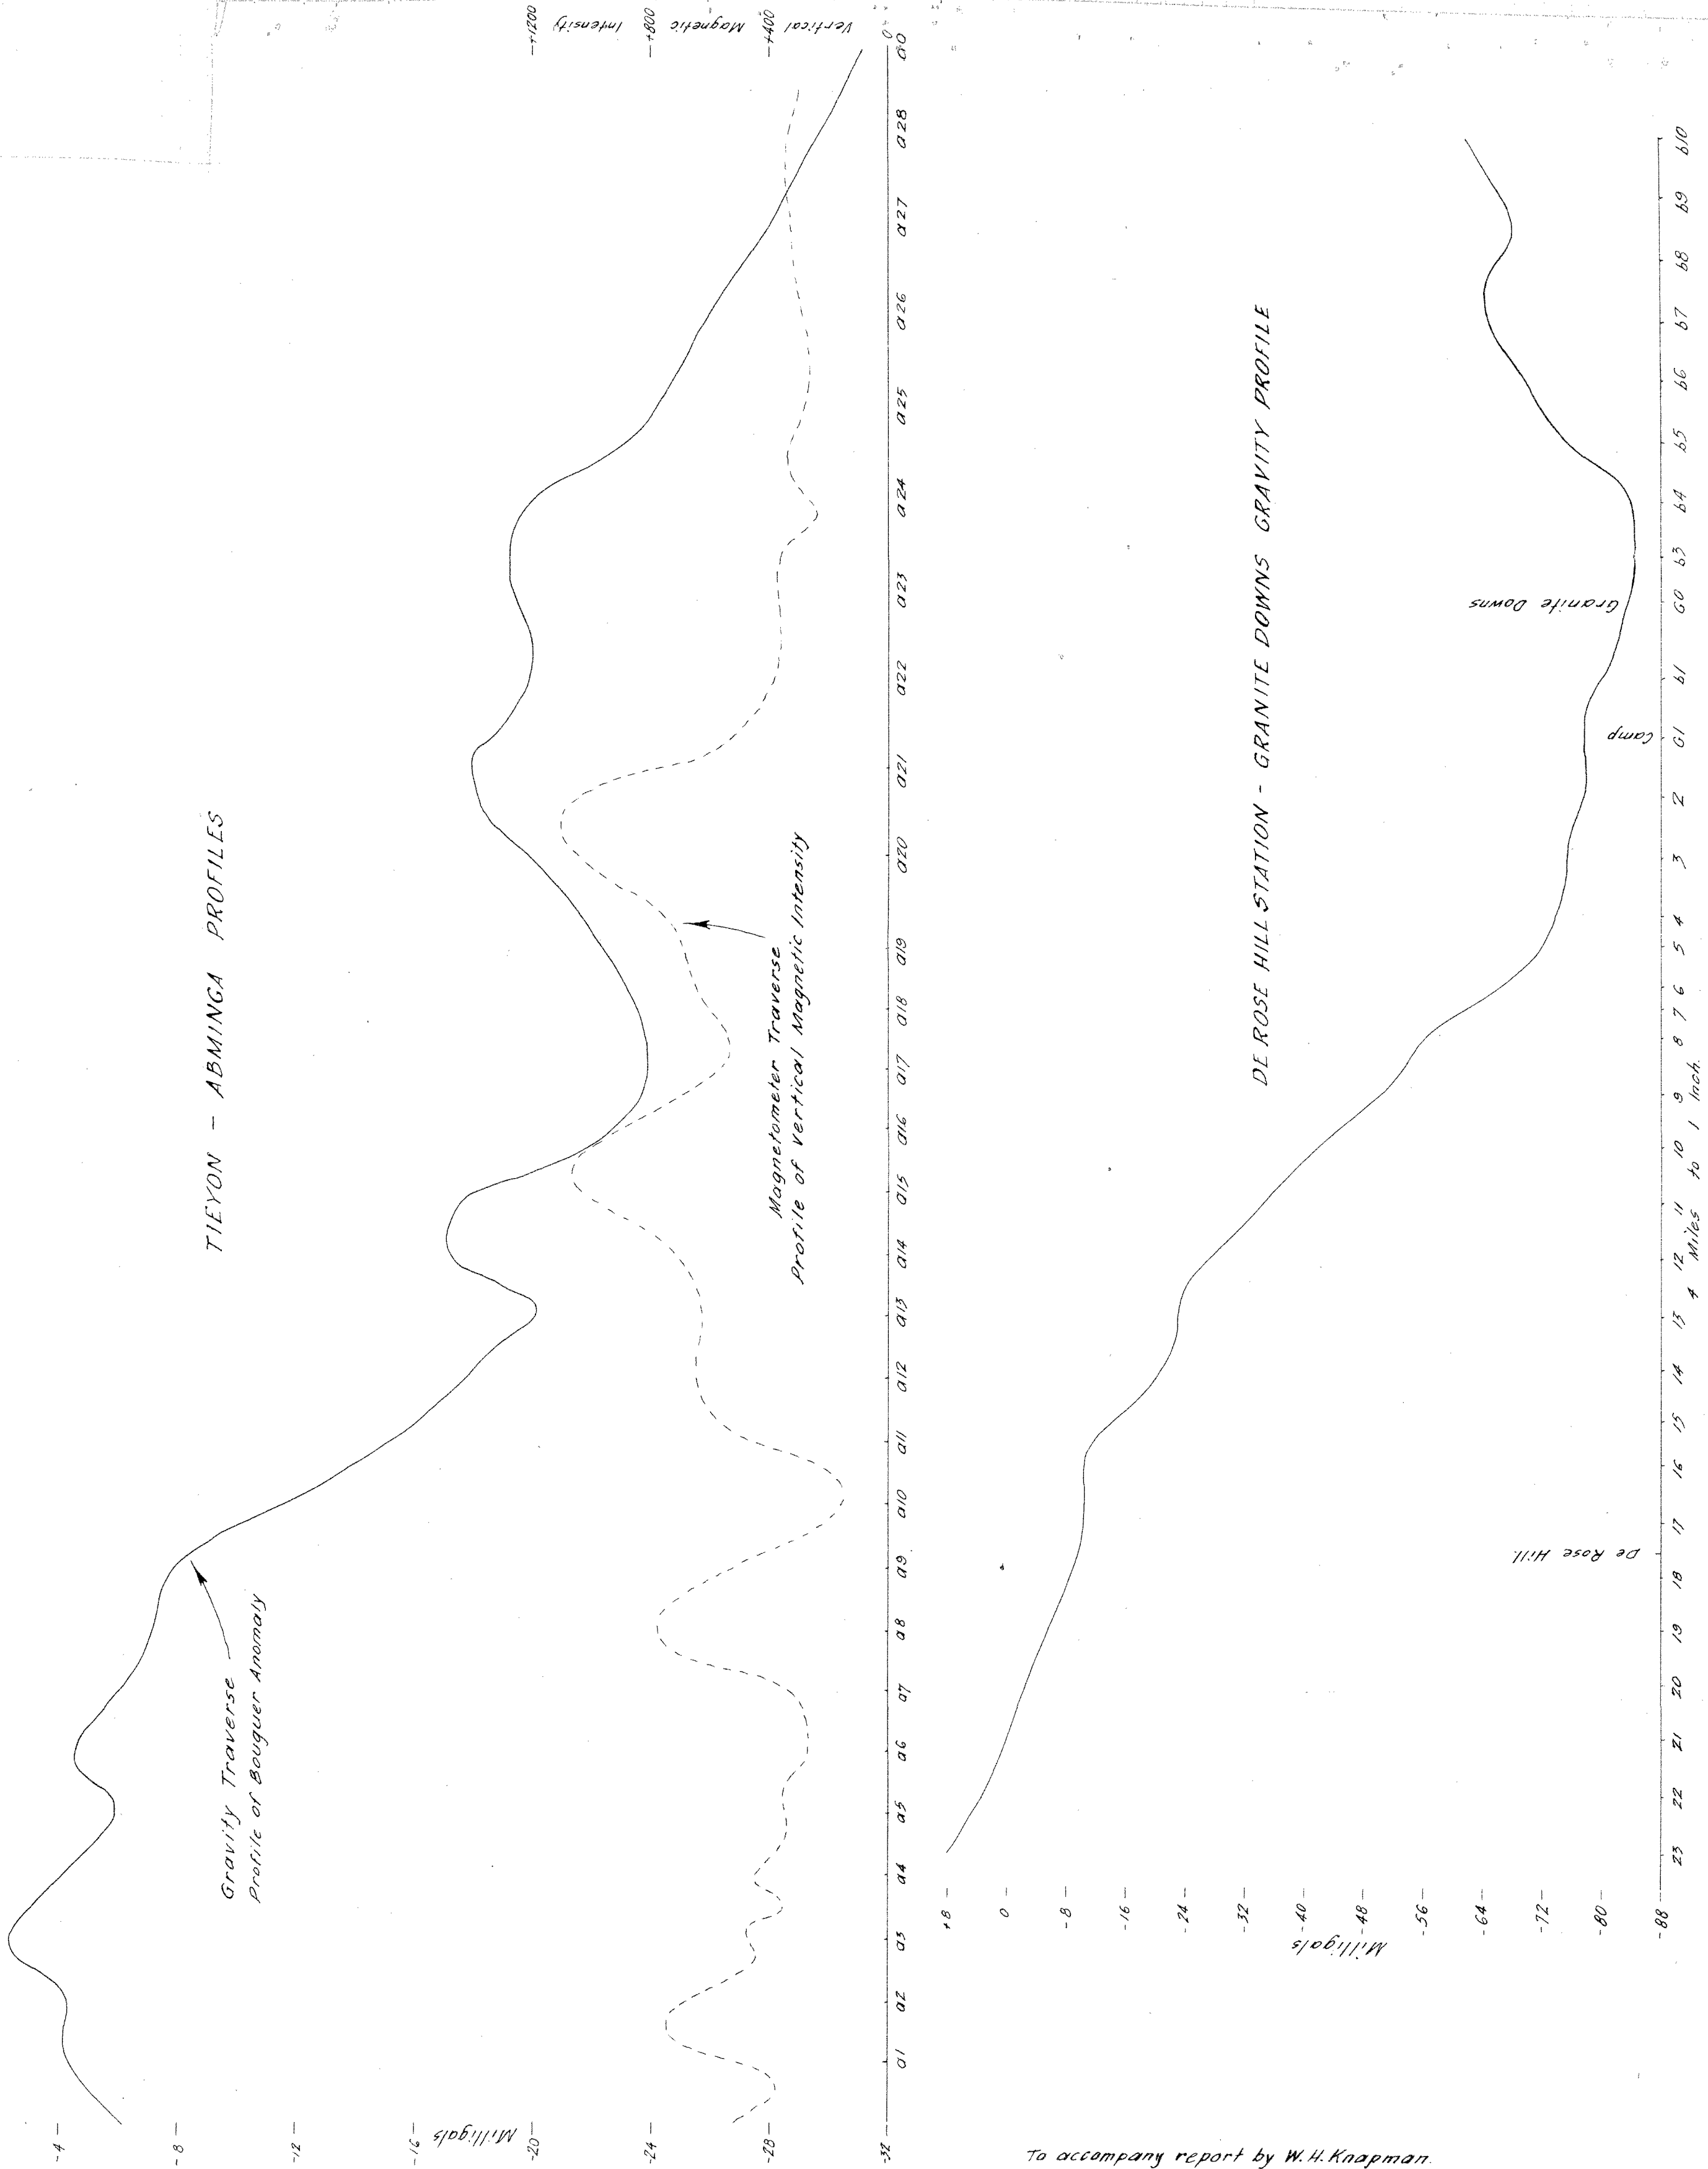 TIEYON - ABMINGA PROFILES
Gravity Traverse
Profile of Bouguer Anomaly
Magnetometer Traverse
Profile of Vertical Magnetic Intensity
Milligals
-4
-8
-12
-16
-20
-24
-28
-32
Vertical Magnetic Intensity
+1200
+800
+400
0
a1 a2 a3 a4 a5 a6 a7 a8 a9 a10 a11 a12 a13 a14 a15 a16 a17 a18 a19 a20 a21 a22 a23 a24 a25 a26 a27 a28 a0
DE ROSE HILL STATION - GRANITE DOWNS GRAVITY PROFILE
Milligals
+8
0
-8
-16
-24
-32
-40
-48
-56
-64
-72
-80
-88
De Rose Hill.
Camp
Granite Downs
23 22 21 20 19 18 17 16 15 14 13 12 11 10 9 8 7 6 5 4 3 2 G1 b1 G0 b3 b4 b5 b6 b7 b8 b9 b10
4 Miles to 1 Inch.
To accompany report by W.H. Knapman.